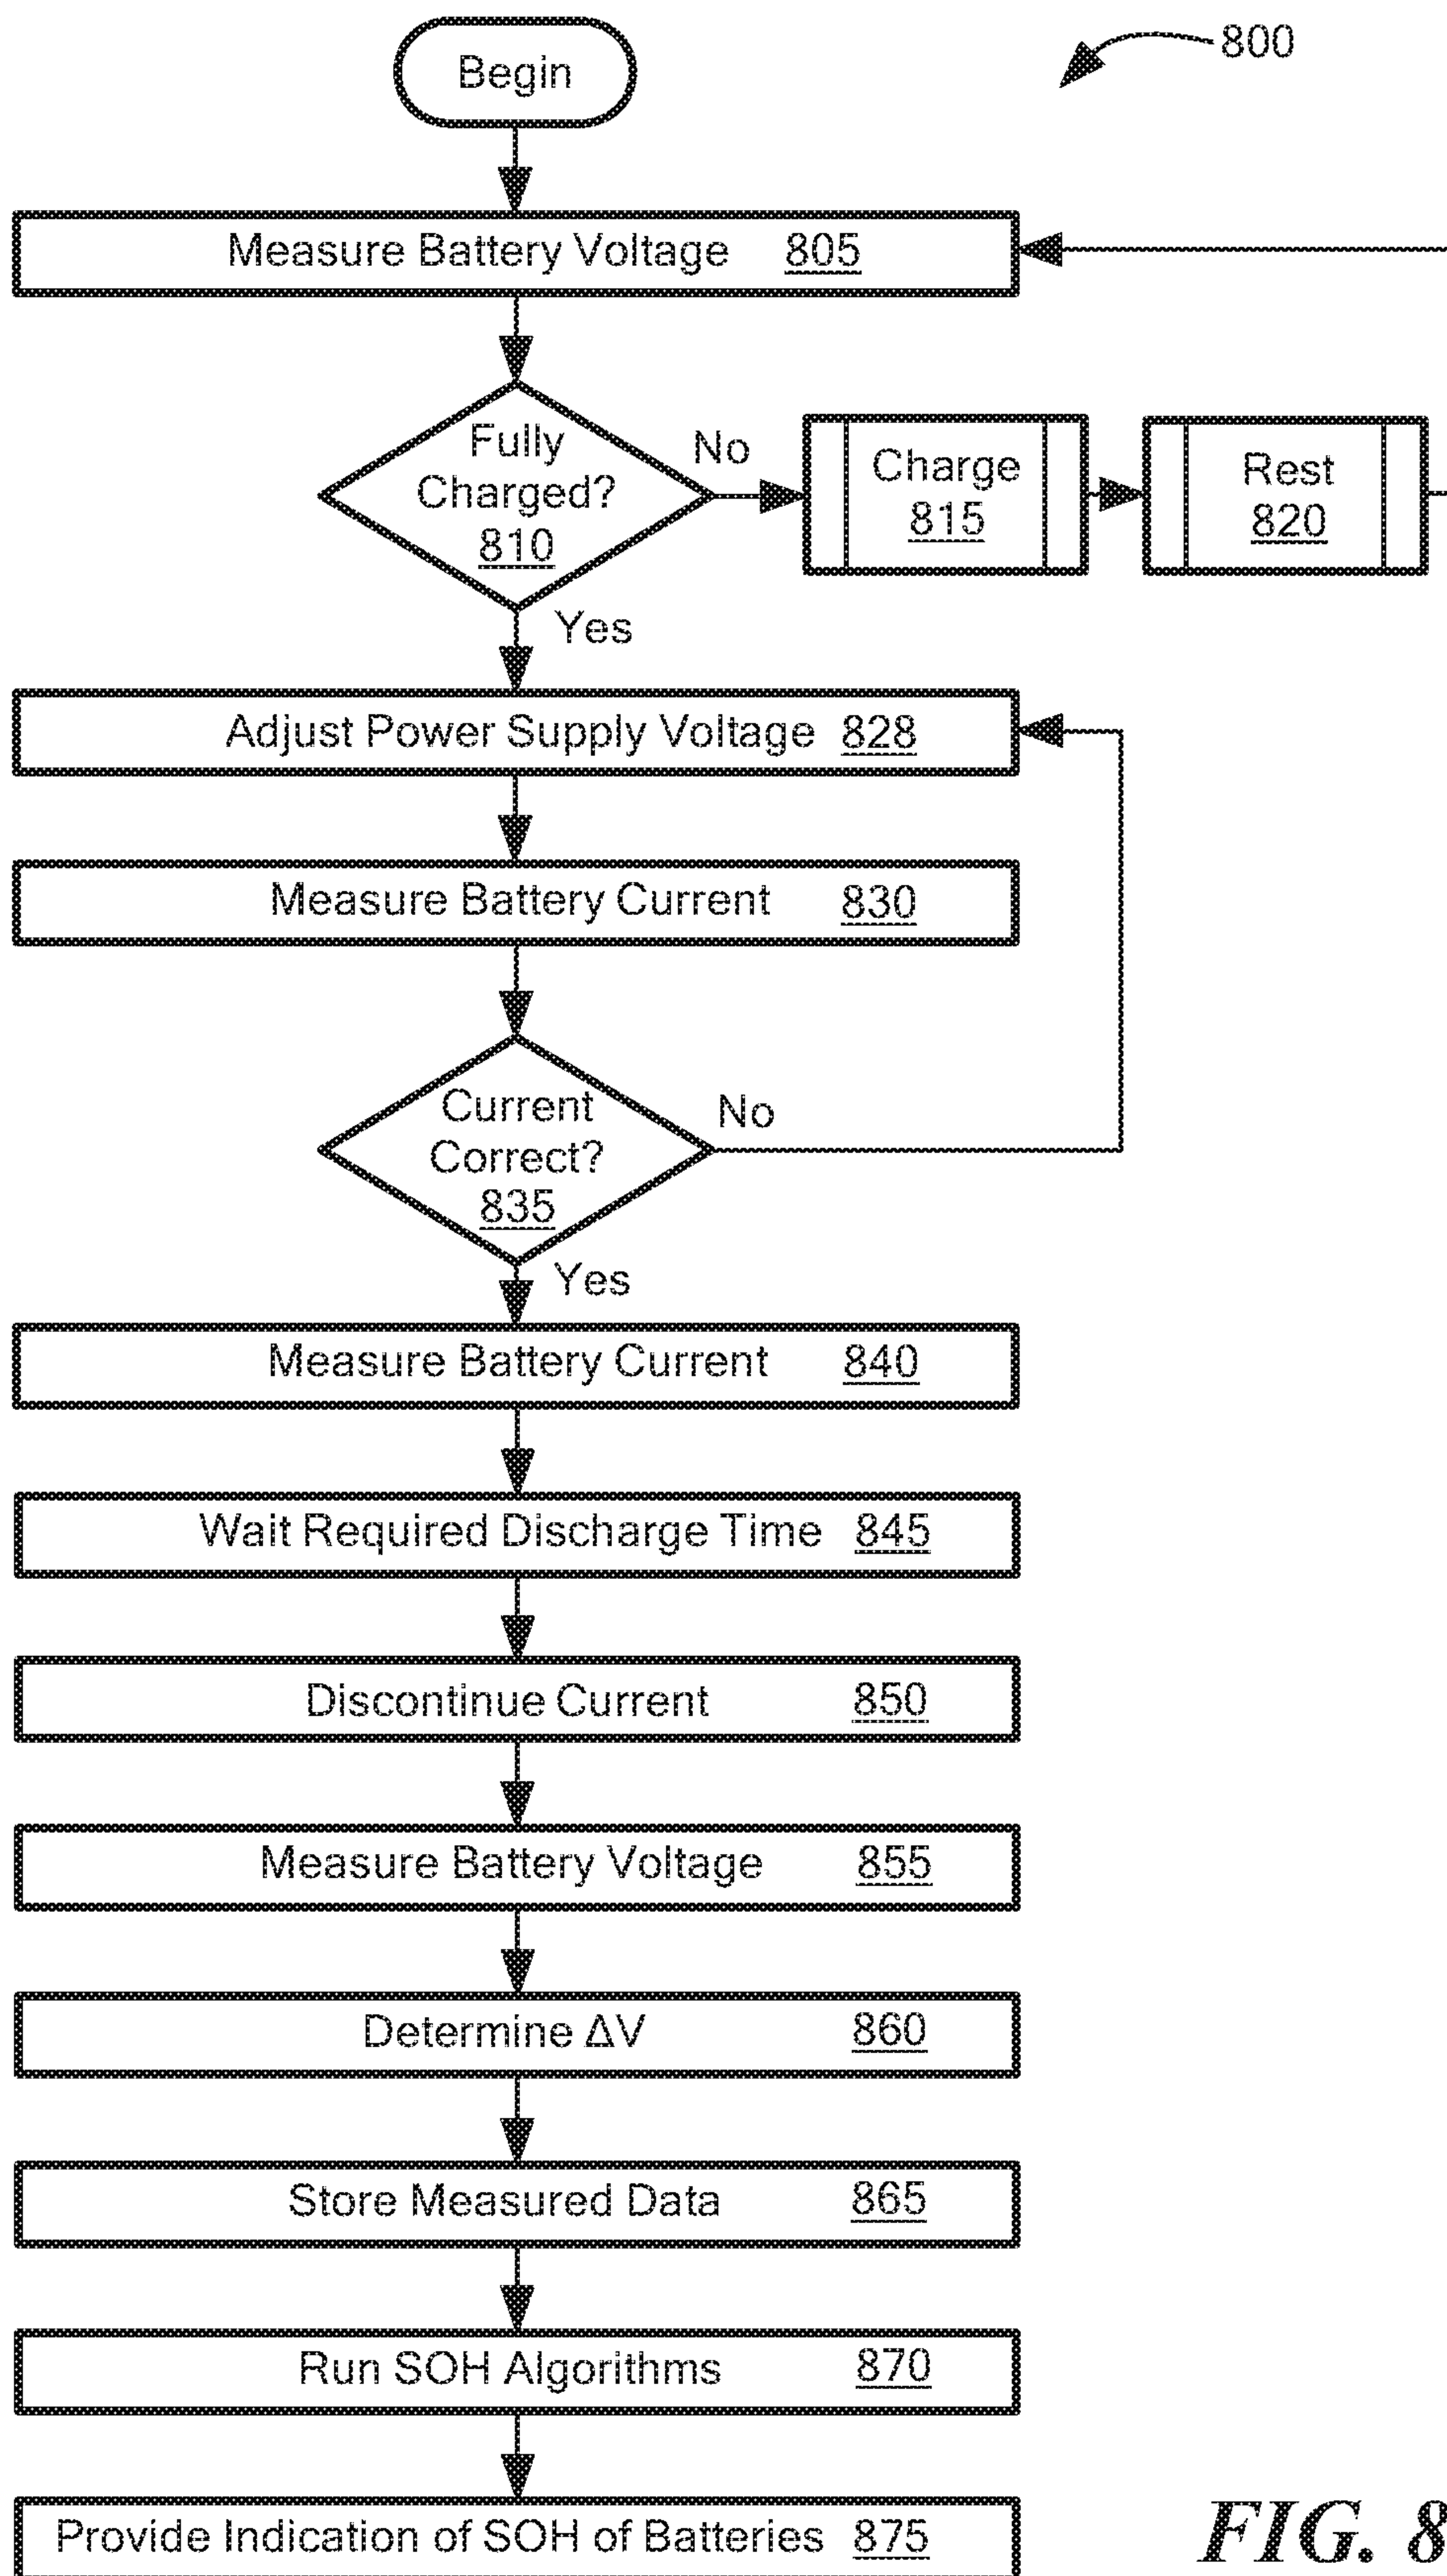 Begin
800
Measure Battery Voltage 805
Fully
Charged?
810
No
Charge
815
Rest
820
Yes
Adjust Power Supply Voltage 828
Measure Battery Current 830
Current
Correct?
835
No
Yes
Measure Battery Current 840
Wait Required Discharge Time 845
Discontinue Current 850
Measure Battery Voltage 855
Determine ΔV 860
Store Measured Data 865
Run SOH Algorithms 870
Provide Indication of SOH of Batteries 875
FIG. 8